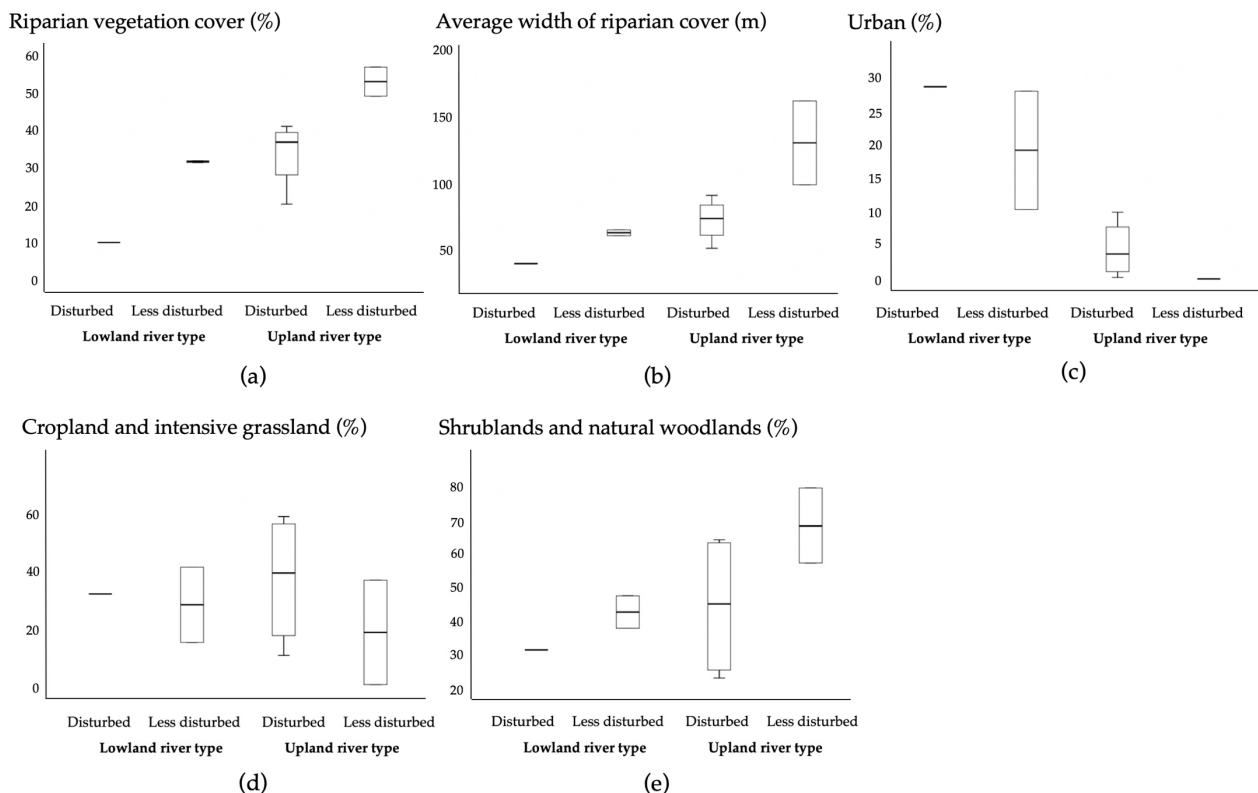 Riparian vegetation cover (%)
60
50
40
30
20
10
0
Disturbed Less disturbed Disturbed Less disturbed
Lowland river type Upland river type
(a)
Average width of riparian cover (m)
200
150
100
50
Disturbed Less disturbed Disturbed Less disturbed
Lowland river type Upland river type
(b)
Urban (%)
30
25
20
15
10
5
0
Disturbed Less disturbed Disturbed Less disturbed
Lowland river type Upland river type
(c)
Cropland and intensive grassland (%)
60
40
20
0
Disturbed Less disturbed Disturbed Less disturbed
Lowland river type Upland river type
(d)
Shrublands and natural woodlands (%)
80
70
60
50
40
30
20
Disturbed Less disturbed Disturbed Less disturbed
Lowland river type Upland river type
(e)